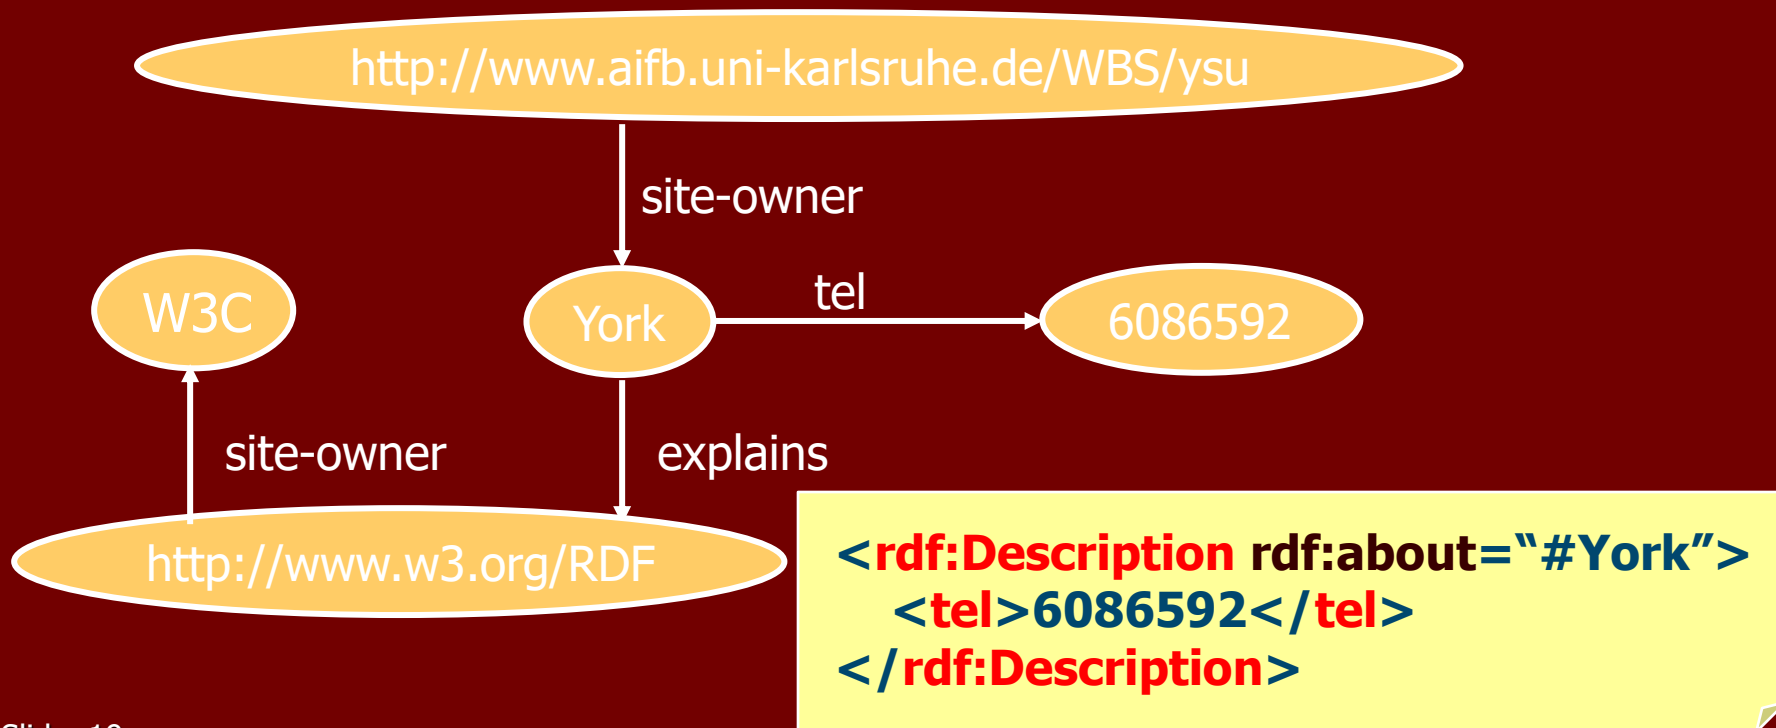 http://www.aifb.uni-karlsruhe.de/WBS/ysu
site-owner
W3C
York
tel
6086592
site-owner
explains
http://www.w3.org/RDF
<rdf:Description rdf:about=“#York”>
<tel>6086592</tel>
</rdf:Description>